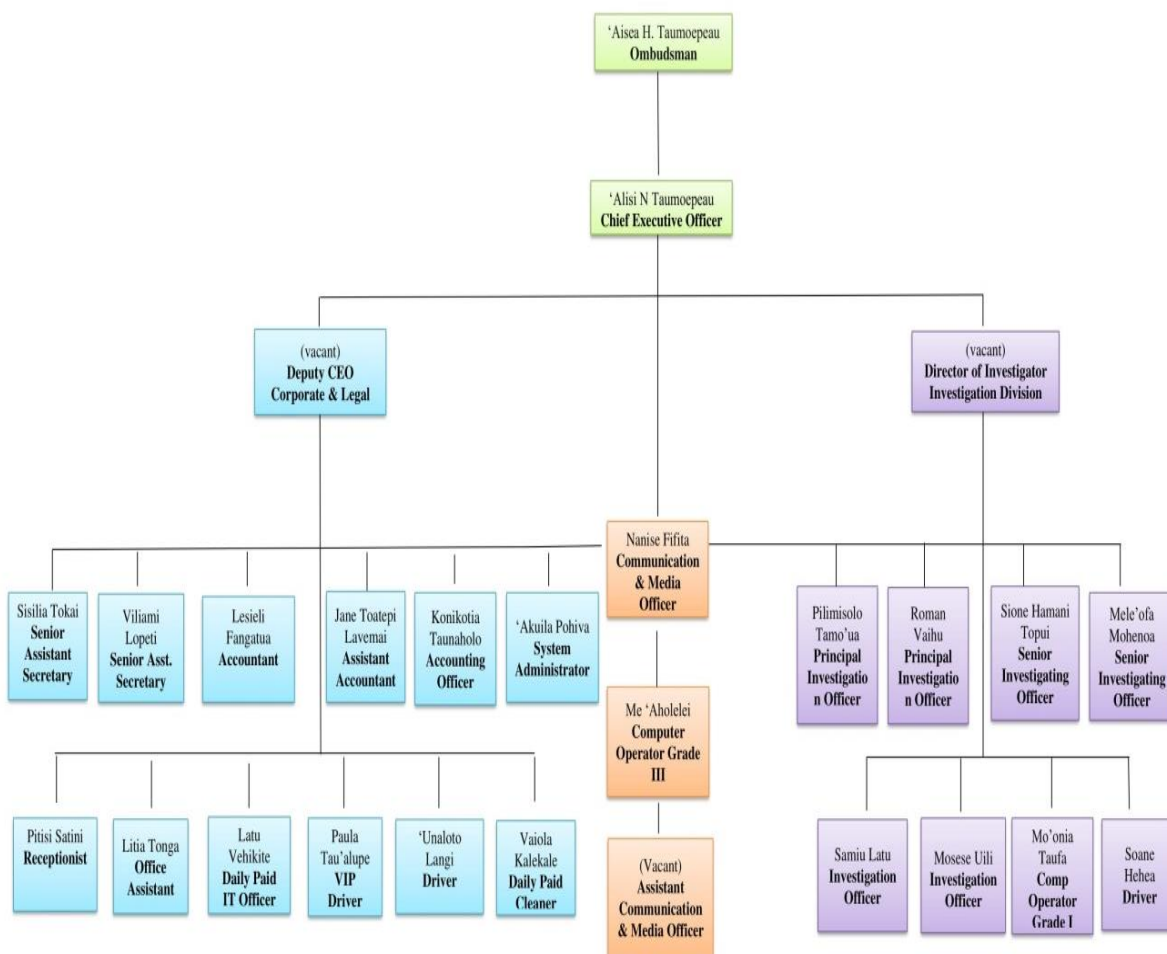 ‘Aisea H. Taumoepeau
Ombudsman
‘Alisi N Taumoepeau
Chief Executive Officer
(vacant)
Deputy CEO
Corporate & Legal
(vacant)
Director of Investigator
Investigation Division
Nanise Fifita
Communication
& Media
Officer
Sisilia Tokai
Senior
Assistant
Secretary
Viliami
Lopeti
Senior Asst.
Secretary
Lesieli
Fangatua
Accountant
Jane Toatepi
Lavemai
Assistant
Accountant
Konikotia
Taunaholo
Accounting
Officer
‘Akuila Pohiva
System
Administrator
Pilimisolo
Tamo’ua
Principal
Investigatio
n Officer
Roman
Vaihu
Principal
Investigatio
n Officer
Sione Hamani
Topui
Senior
Investigating
Officer
Mele’ofa
Mohenoa
Senior
Investigating
Officer
Me ‘Aholelei
Computer
Operator Grade
III
Pitisi Satini
Receptionist
Litia Tonga
Office
Assistant
Latu
Vehikite
Daily Paid
IT Officer
Paula
Tau’alupe
VIP
Driver
‘Unaloto
Langi
Driver
Vaiola
Kalekale
Daily Paid
Cleaner
(Vacant)
Assistant
Communication
& Media Officer
Samiu Latu
Investigation
Officer
Mosese Uili
Investigation
Officer
Mo’onia
Taufa
Comp
Operator
Grade I
Soane
Hehea
Driver